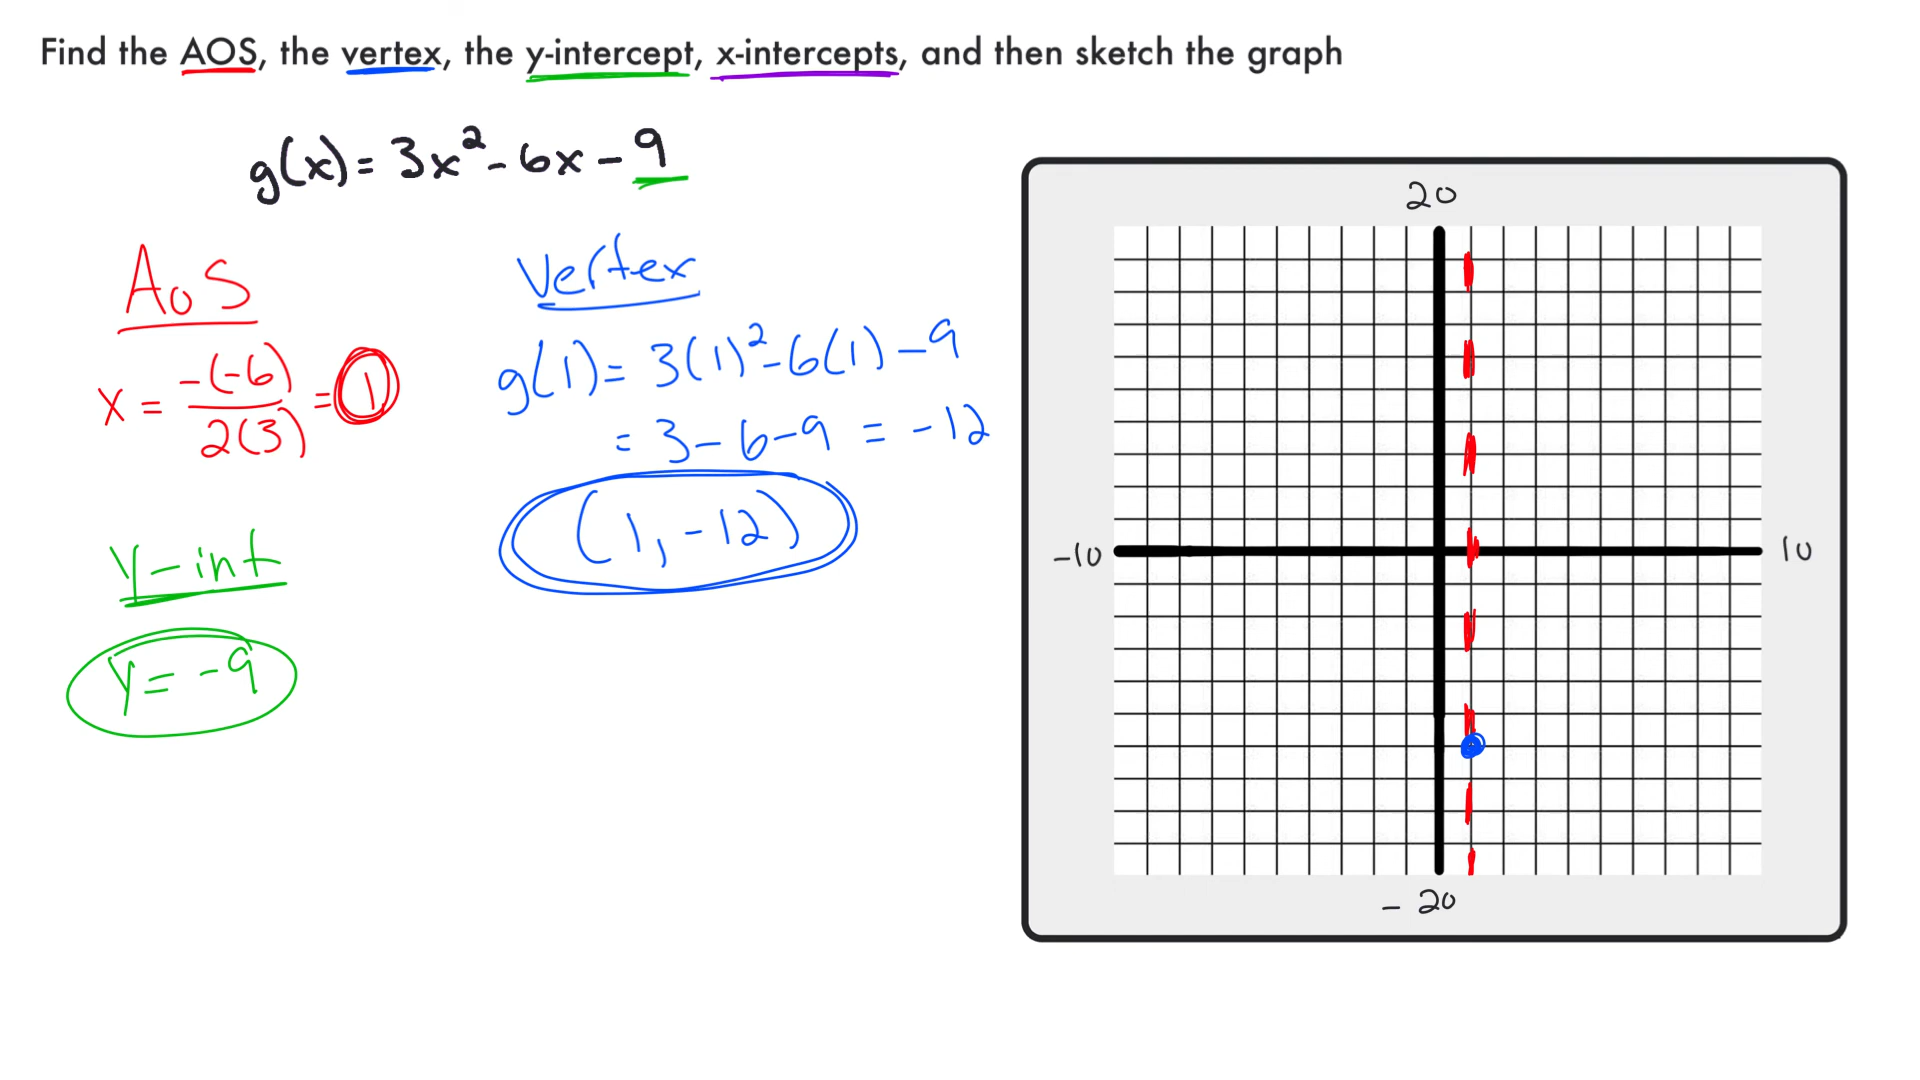 Find the AOS, the vertex, the y-intercept, x-intercepts, and then sketch the graph
g(x) = 3x² - 6x - 9
AoS
x = -(-6) / 2(3) = 1
Vertex
g(1) = 3(1)² - 6(1) - 9
= 3 - 6 - 9 = -12
(1, -12)
Y-int
Y = -9
20
-10
10
- 20